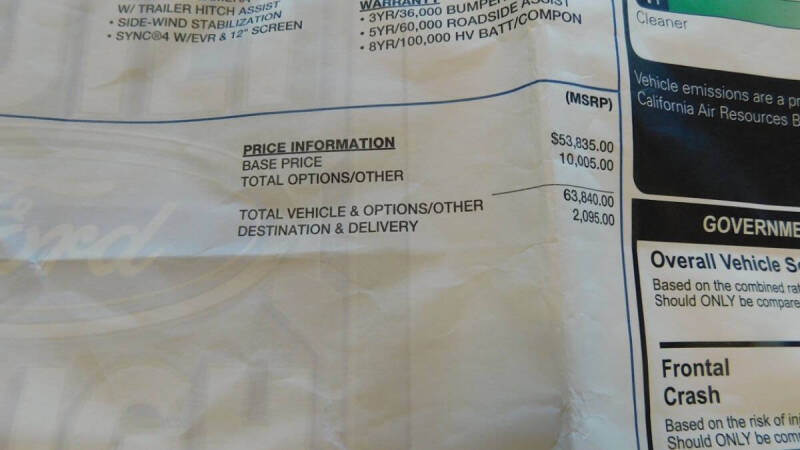 W/ TRAILER HITCH ASSIST
• SIDE-WIND STABILIZATION
• SYNC®4 W/EVR & 12" SCREEN
WARRANTY
• 3YR/36,000 BUMPER
• 5YR/60,000 ROADSIDE ASSIST
• 8YR/100,000 HV BATT/COMPON
(MSRP)
PRICE INFORMATION
BASE PRICE $53,835.00
TOTAL OPTIONS/OTHER 10,005.00
TOTAL VEHICLE & OPTIONS/OTHER 63,840.00
DESTINATION & DELIVERY 2,095.00
Ford
Cleaner
Vehicle emissions are a pr
California Air Resources B
GOVERNME
Overall Vehicle Sc
Based on the combined rat
Should ONLY be compare
Frontal
Crash
Based on the risk of inj
Should ONLY be com